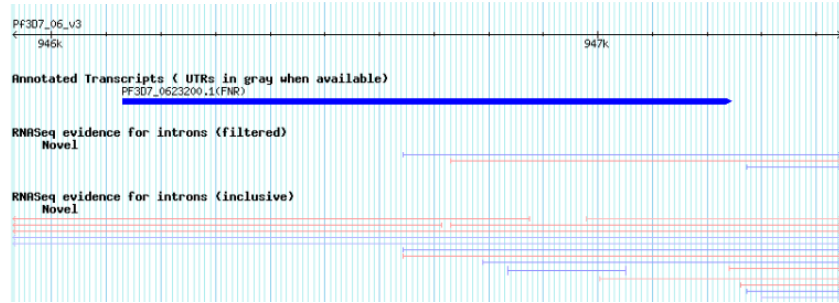 Pf3D7_06_v3
946k 947k
Annotated Transcripts ( UTRs in gray when available)
PF3D7_0623200.1(FNR)
RNASeq evidence for introns (filtered)
Novel
RNASeq evidence for introns (inclusive)
Novel